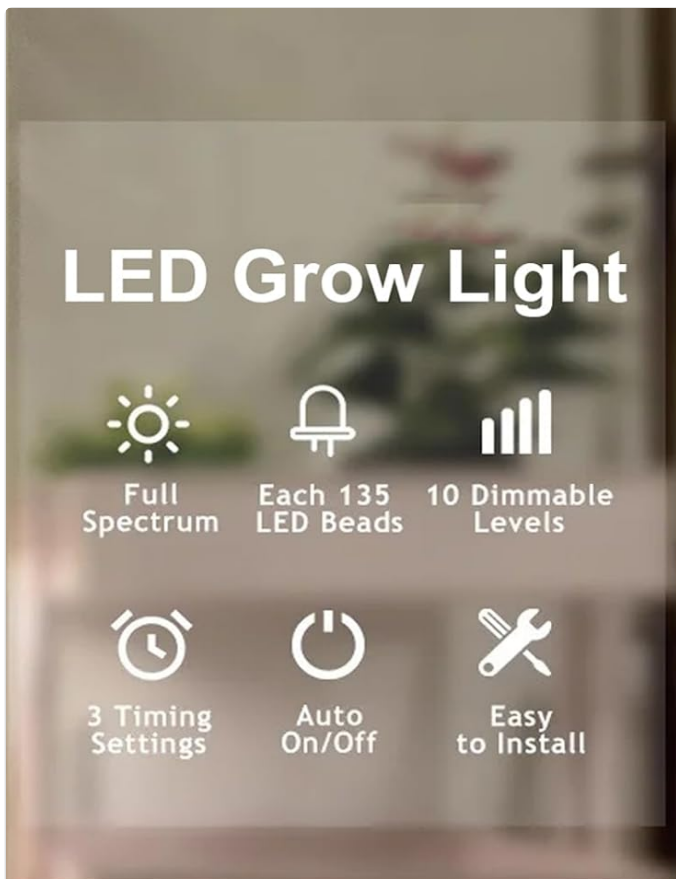 LED Grow Light
Full
Spectrum
Each 135
LED Beads
10 Dimmable
Levels
3 Timing
Settings
Auto
On/Off
Easy
to Install